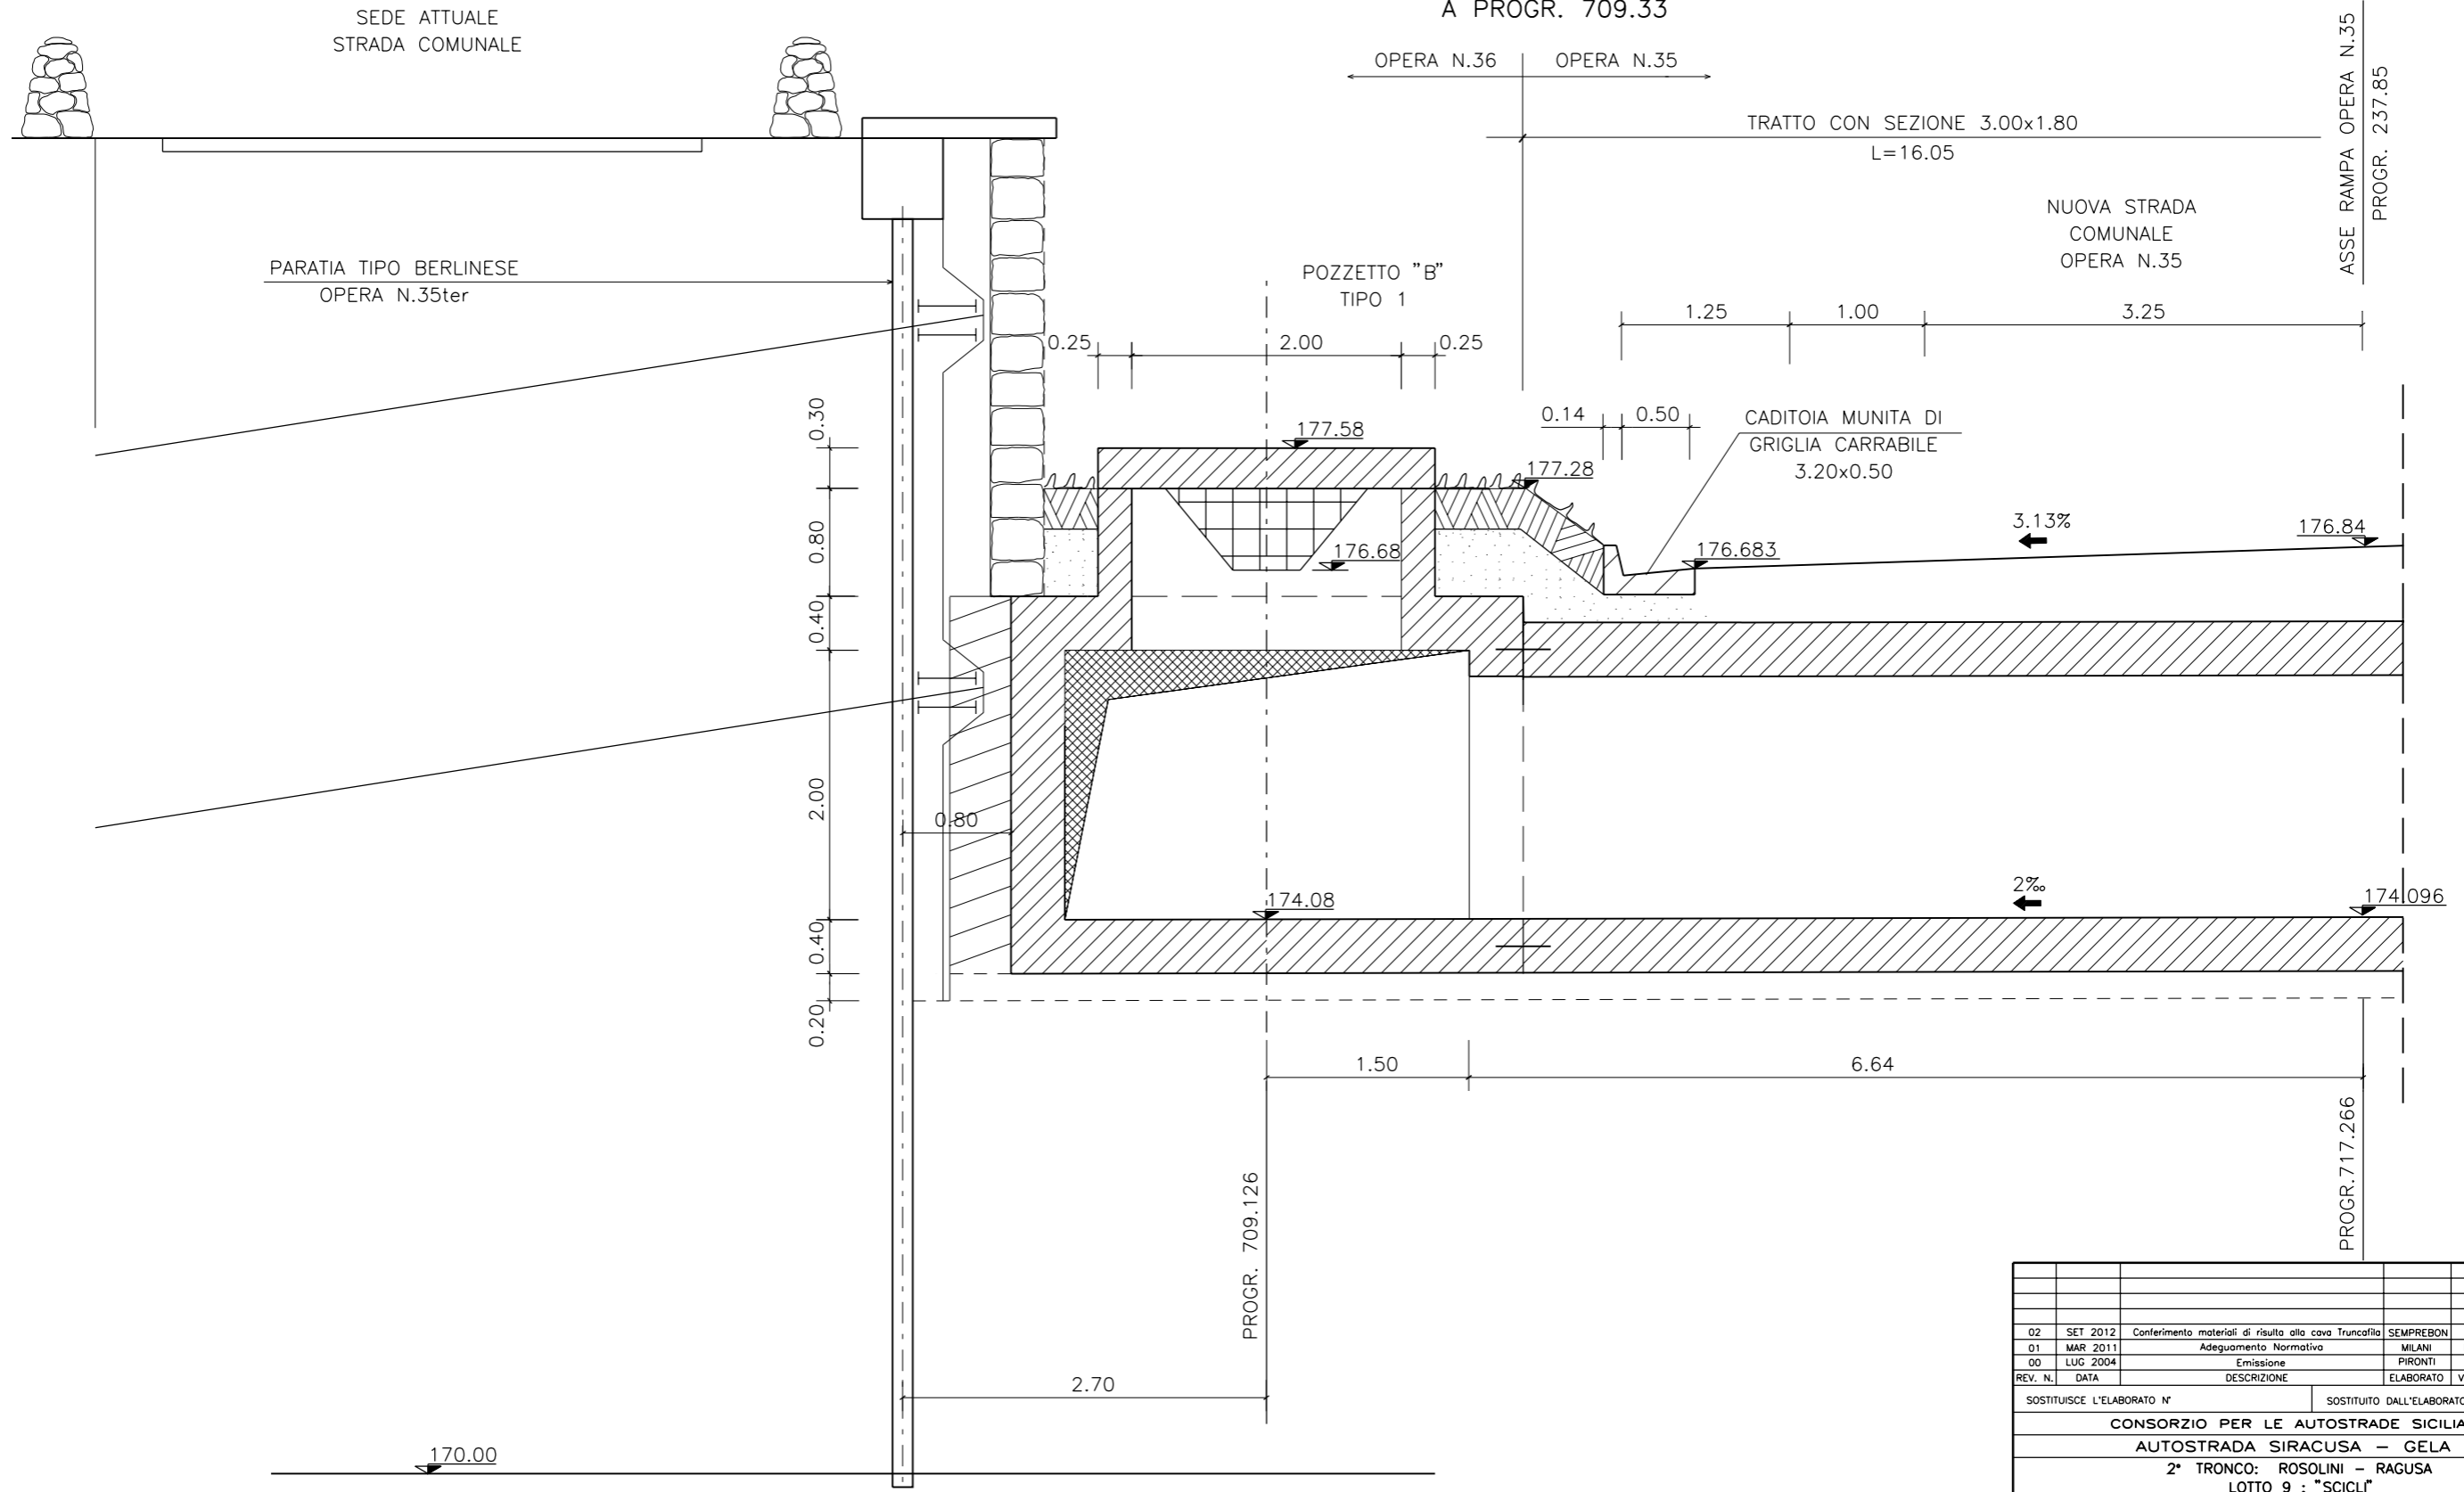 SEDE ATTUALE
STRADA COMUNALE
A PROGR. 709.33
OPERA N.36
OPERA N.35
TRATTO CON SEZIONE 3.00x1.80
L=16.05
ASSE RAMPA OPERA N.35
PROGR. 237.85
NUOVA STRADA
COMUNALE
OPERA N.35
PARATIA TIPO BERLINESE
OPERA N.35ter
POZZETTO "B"
TIPO 1
1.25
1.00
3.25
0.25
2.00
0.25
0.30
0.80
0.40
2.00
0.40
0.20
177.58
0.14
0.50
CADITOIA MUNITA DI
GRIGLIA CARRABILE
3.20x0.50
177.28
3.13%
176.84
176.68
176.683
0.80
174.08
2‰
174.096
1.50
6.64
PROGR. 709.126
PROGR.717.266
2.70
170.00
02 SET 2012 Conferimento materiali di risulta alla cava Truncafila SEMPREBON
01 MAR 2011 Adeguamento Normativa MILANI
00 LUG 2004 Emissione PIRONTI
REV. N. DATA DESCRIZIONE ELABORATO V
SOSTITUISCE L'ELABORATO N°
SOSTITUITO DALL'ELABORATO
CONSORZIO PER LE AUTOSTRADE SICILIA
AUTOSTRADA SIRACUSA – GELA
2° TRONCO: ROSOLINI – RAGUSA
LOTTO 9 : "SCICLI"